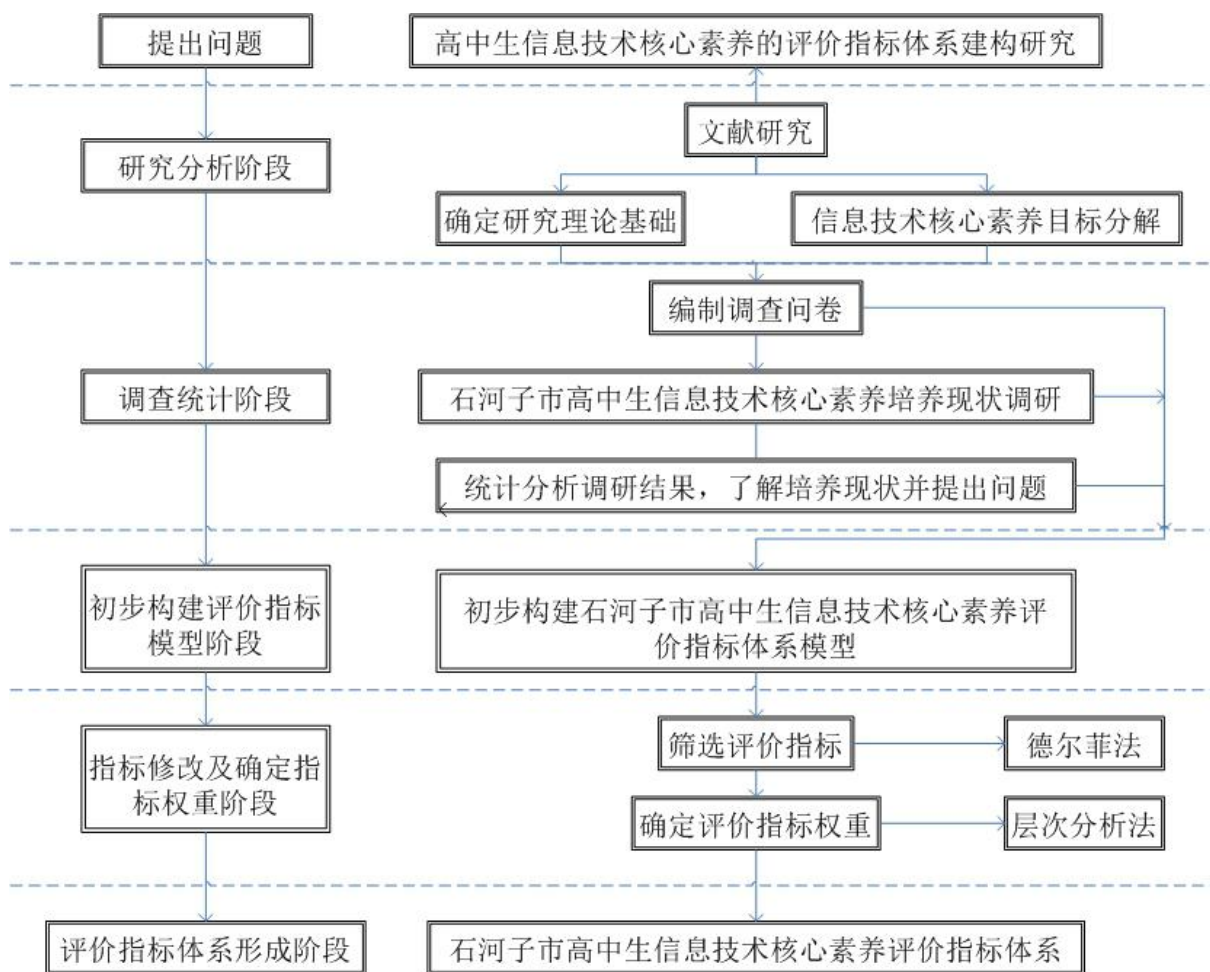 提出问题
高中生信息技术核心素养的评价指标体系建构研究
文献研究
研究分析阶段
确定研究理论基础
信息技术核心素养目标分解
编制调查问卷
调查统计阶段
石河子市高中生信息技术核心素养培养现状调研
统计分析调研结果，了解培养现状并提出问题
初步构建评价指标
模型阶段
初步构建石河子市高中生信息技术核心素养评
价指标体系模型
指标修改及确定指
标权重阶段
筛选评价指标
德尔菲法
确定评价指标权重
层次分析法
评价指标体系形成阶段
石河子市高中生信息技术核心素养评价指标体系